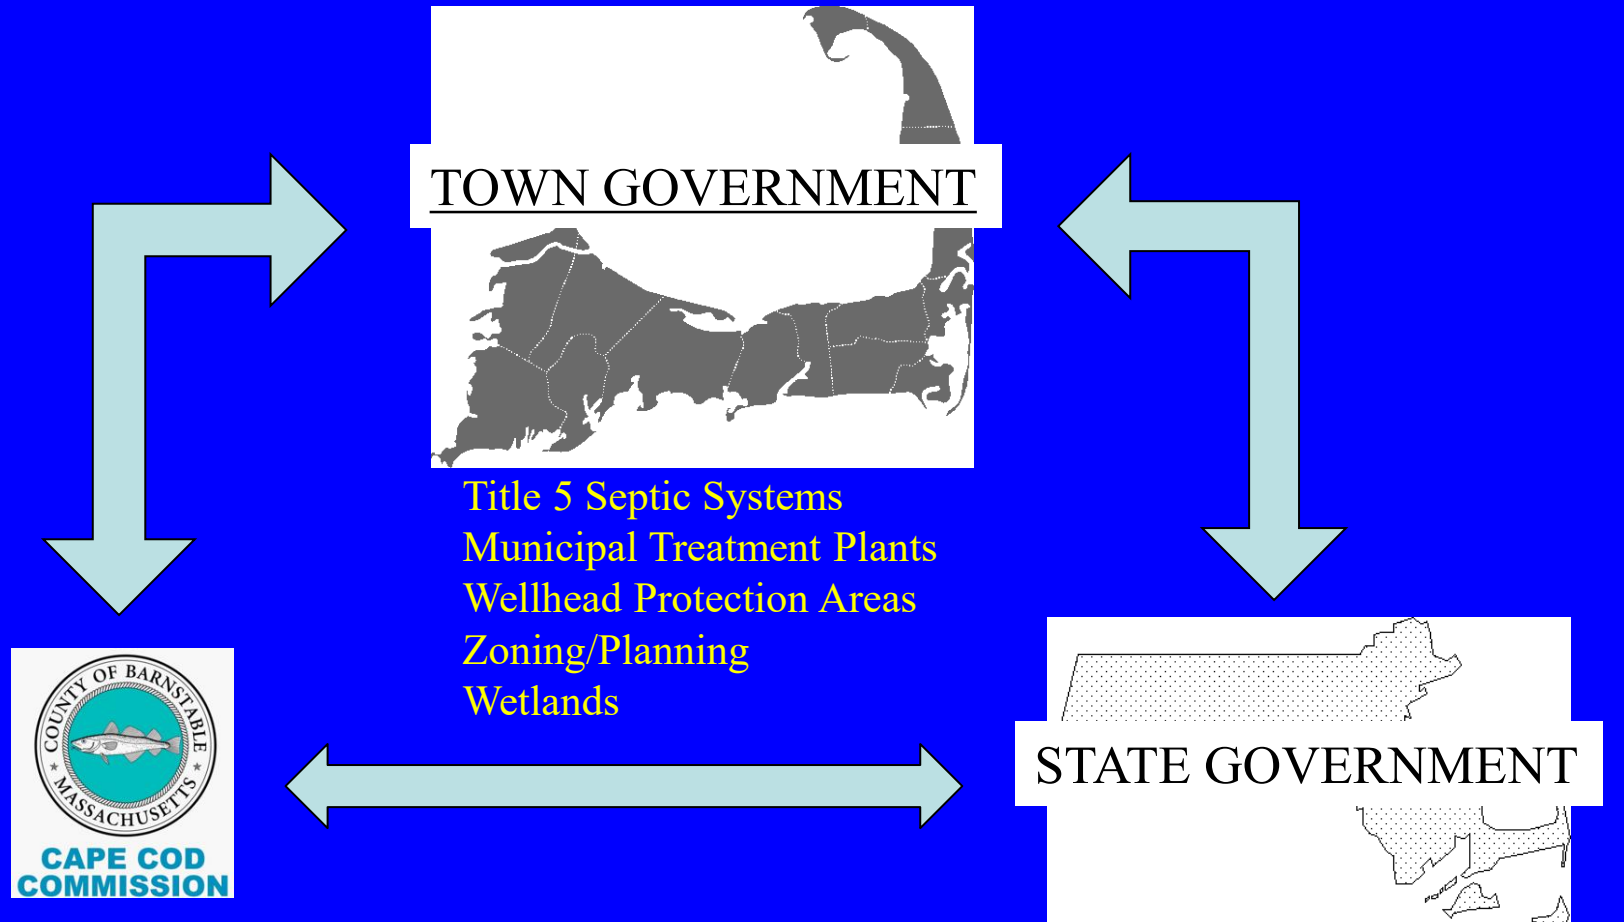 TOWN GOVERNMENT
Title 5 Septic Systems
Municipal Treatment Plants
Wellhead Protection Areas
Zoning/Planning
Wetlands
COUNTY OF BARNSTABLE
MASSACHUSETTS
CAPE COD
COMMISSION
STATE GOVERNMENT